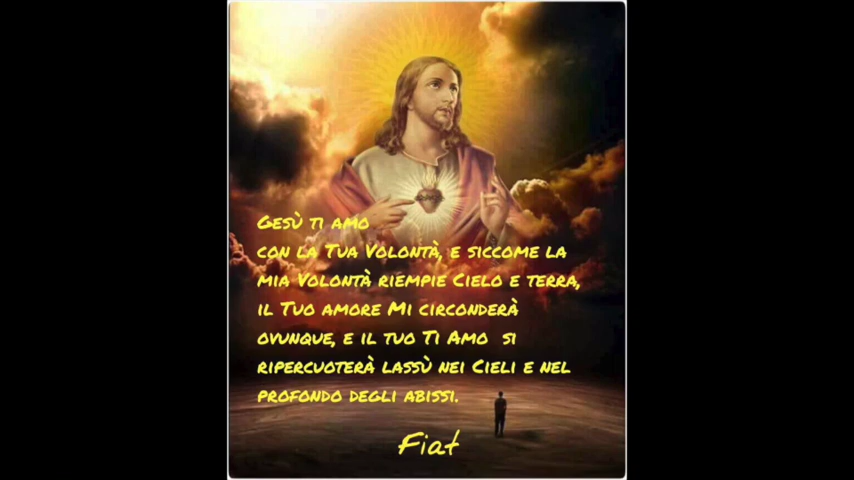 Gesù ti amo
con la Tua Volontà, e siccome la
mia Volontà riempie Cielo e terra,
il Tuo amore Mi circonderà
ovunque, e il tuo Ti Amo si
ripercuoterà lassù nei Cieli e nel
profondo degli abissi.
Fiat